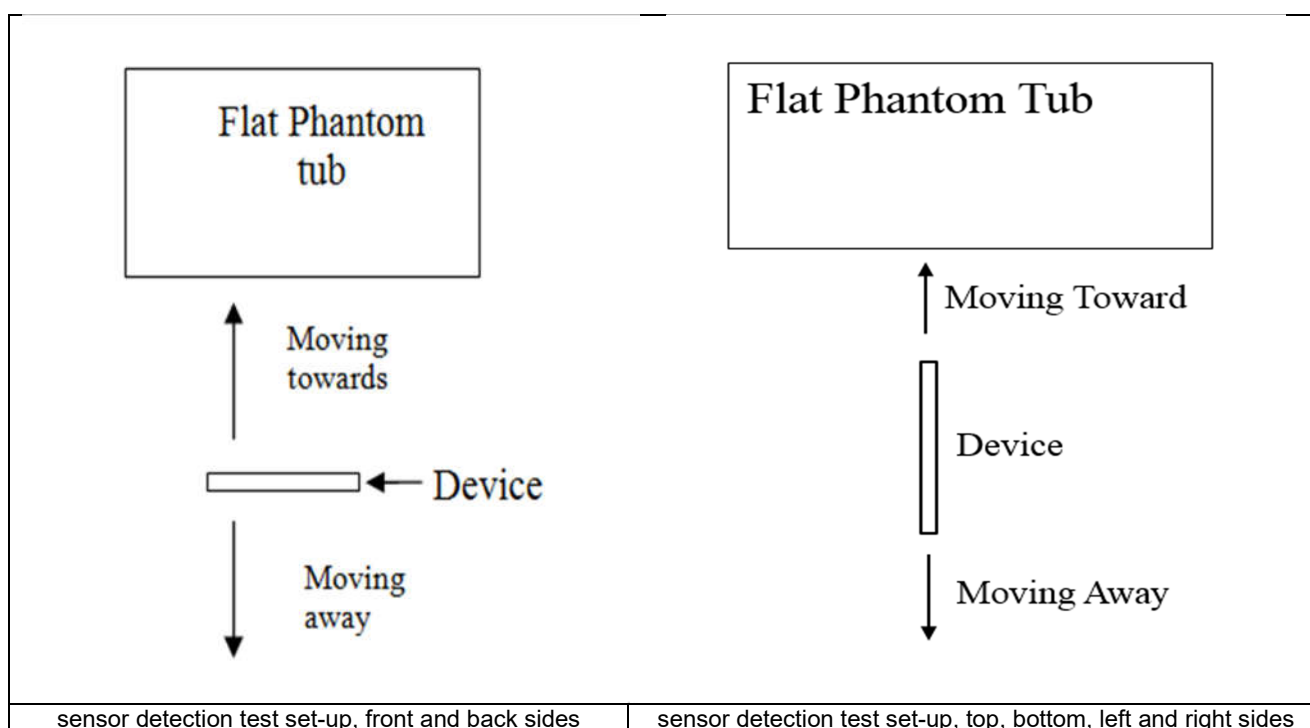 Flat Phantom
tub
Moving
towards
Device
Moving
away
sensor detection test set-up, front and back sides
Flat Phantom Tub
Moving Toward
Device
Moving Away
sensor detection test set-up, top, bottom, left and right sides